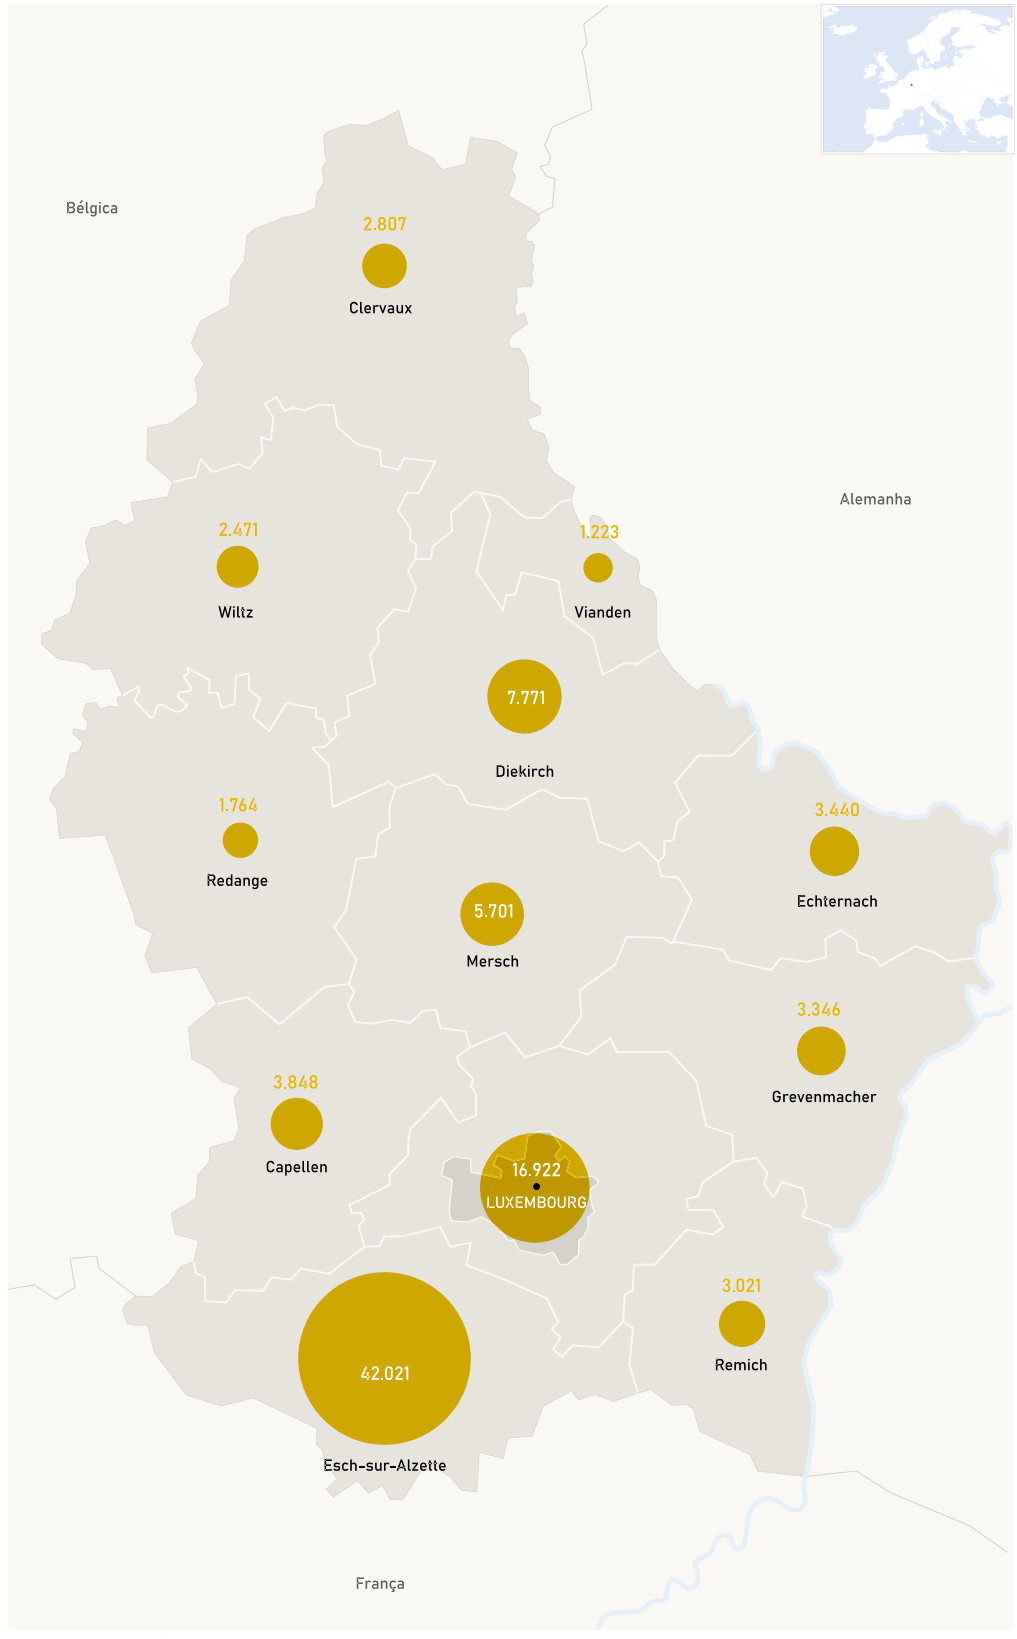 Bélgica
2.807
Clervaux
Alemanha
2.471
Wiltz
1.223
Vianden
7.771
Diekirch
1.764
Redange
3.440
Echternach
5.701
Mersch
3.346
Grevenmacher
3.848
Capellen
16.922
LUXEMBOURG
3.021
Remich
42.021
Esch-sur-Alzette
França